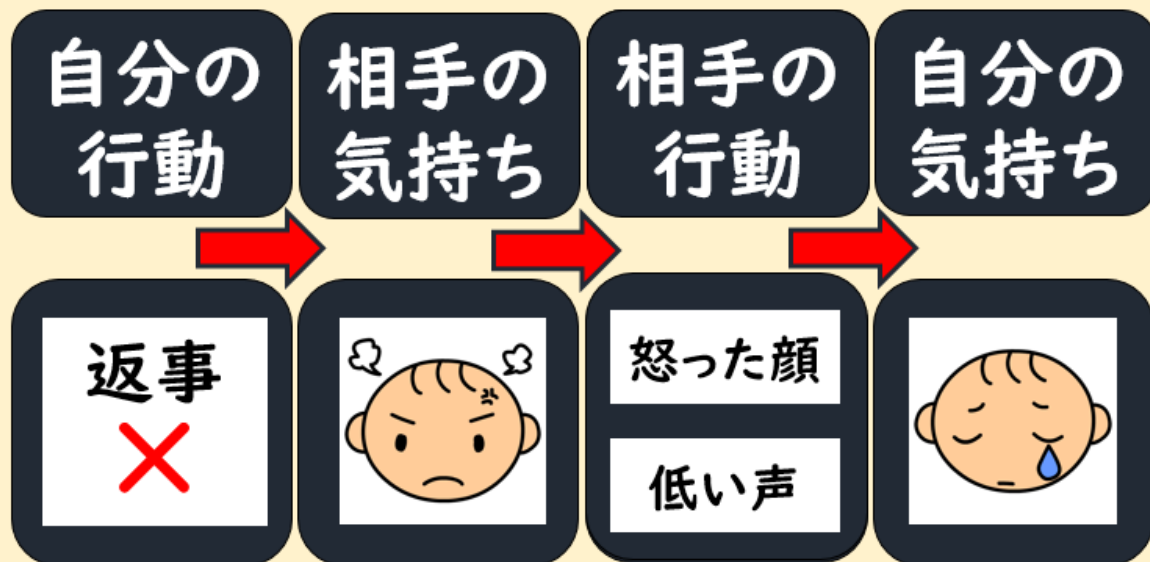 自分の
行動
相手の
気持ち
相手の
行動
自分の
気持ち
返事
怒った顔
低い声